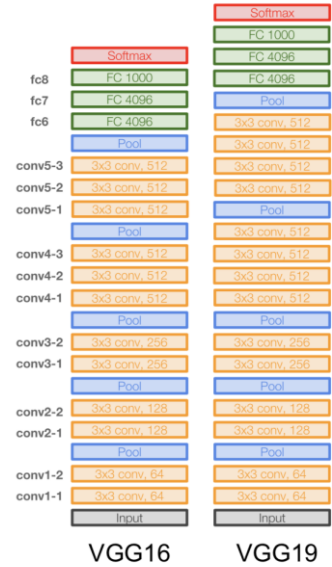 Softmax
FC 1000
Softmax FC 4096
fc8 FC 1000 FC 4096
fc7 FC 4096 Pool
fc6 FC 4096 3x3 conv, 512
Pool 3x3 conv, 512
conv5-3 3x3 conv, 512 3x3 conv, 512
conv5-2 3x3 conv, 512 3x3 conv, 512
conv5-1 3x3 conv, 512 Pool
Pool 3x3 conv, 512
conv4-3 3x3 conv, 512 3x3 conv, 512
conv4-2 3x3 conv, 512 3x3 conv, 512
conv4-1 3x3 conv, 512 3x3 conv, 512
Pool Pool
conv3-2 3x3 conv, 256 3x3 conv, 256
conv3-1 3x3 conv, 256 3x3 conv, 256
Pool Pool
conv2-2 3x3 conv, 128 3x3 conv, 128
conv2-1 3x3 conv, 128 3x3 conv, 128
Pool Pool
conv1-2 3x3 conv, 64 3x3 conv, 64
conv1-1 3x3 conv, 64 3x3 conv, 64
Input Input
VGG16 VGG19